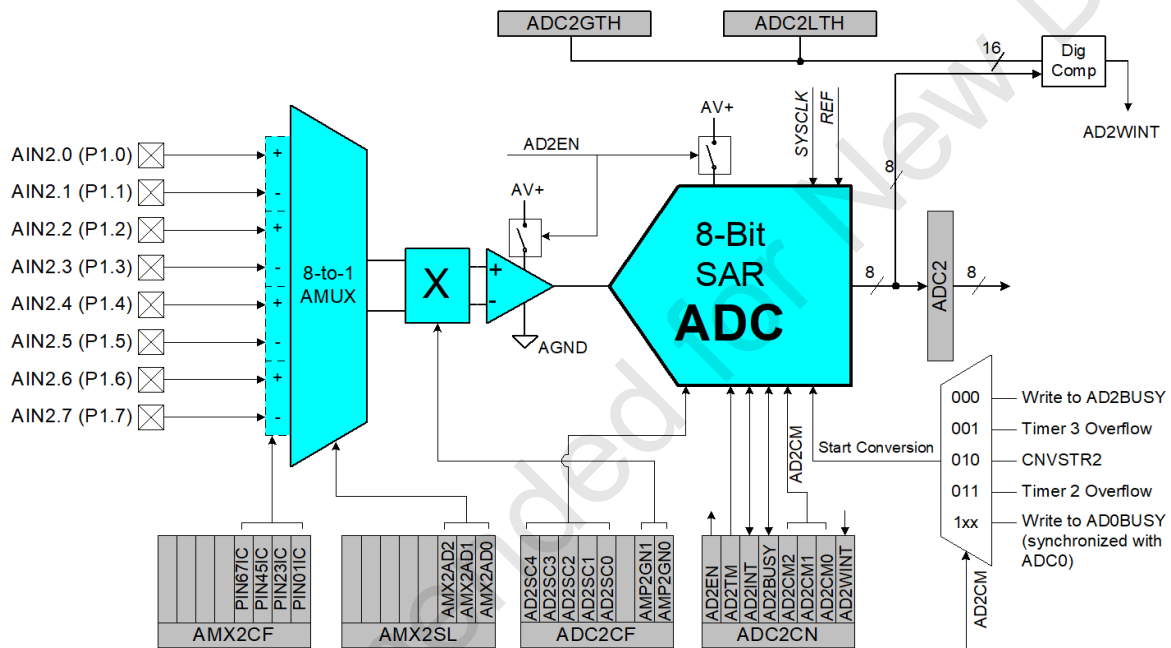 ADC2GTH
ADC2LTH
16
Dig
Comp
AD2WINT
AV+
SYSCLK
REF
AD2EN
8
AV+
AIN2.0 (P1.0)
AIN2.1 (P1.1)
AIN2.2 (P1.2)
AIN2.3 (P1.3)
AIN2.4 (P1.4)
AIN2.5 (P1.5)
AIN2.6 (P1.6)
AIN2.7 (P1.7)
+
-
+
-
+
-
+
-
8-to-1
AMUX
X
+
-
AGND
8-Bit
SAR
ADC
8
ADC2
8
Start Conversion
AD2CM
000
Write to AD2BUSY
001
Timer 3 Overflow
010
CNVSTR2
011
Timer 2 Overflow
1xx
Write to AD0BUSY
(synchronized with
ADC0)
AD2CM
PIN67IC
PIN45IC
PIN23IC
PIN01IC
AMX2CF
AMX2AD2
AMX2AD1
AMX2AD0
AMX2SL
AD2SC4
AD2SC3
AD2SC2
AD2SC1
AD2SC0
AMP2GN1
AMP2GN0
ADC2CF
AD2EN
AD2TM
AD2INT
AD2BUSY
AD2CM2
AD2CM1
AD2CM0
AD2WINT
ADC2CN
ended for New D